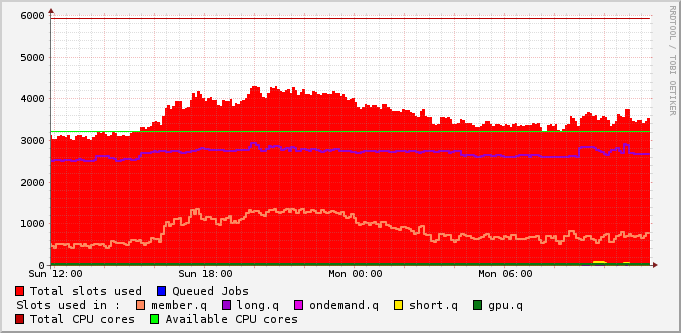 RRDTOOL / TOBI OETIKER
6000
5000
4000
3000
2000
1000
0
Sun 12:00 Sun 18:00 Mon 00:00 Mon 06:00
Total slots used Queued Jobs
Slots used in : member.q long.q ondemand.q short.q gpu.q
Total CPU cores Available CPU cores